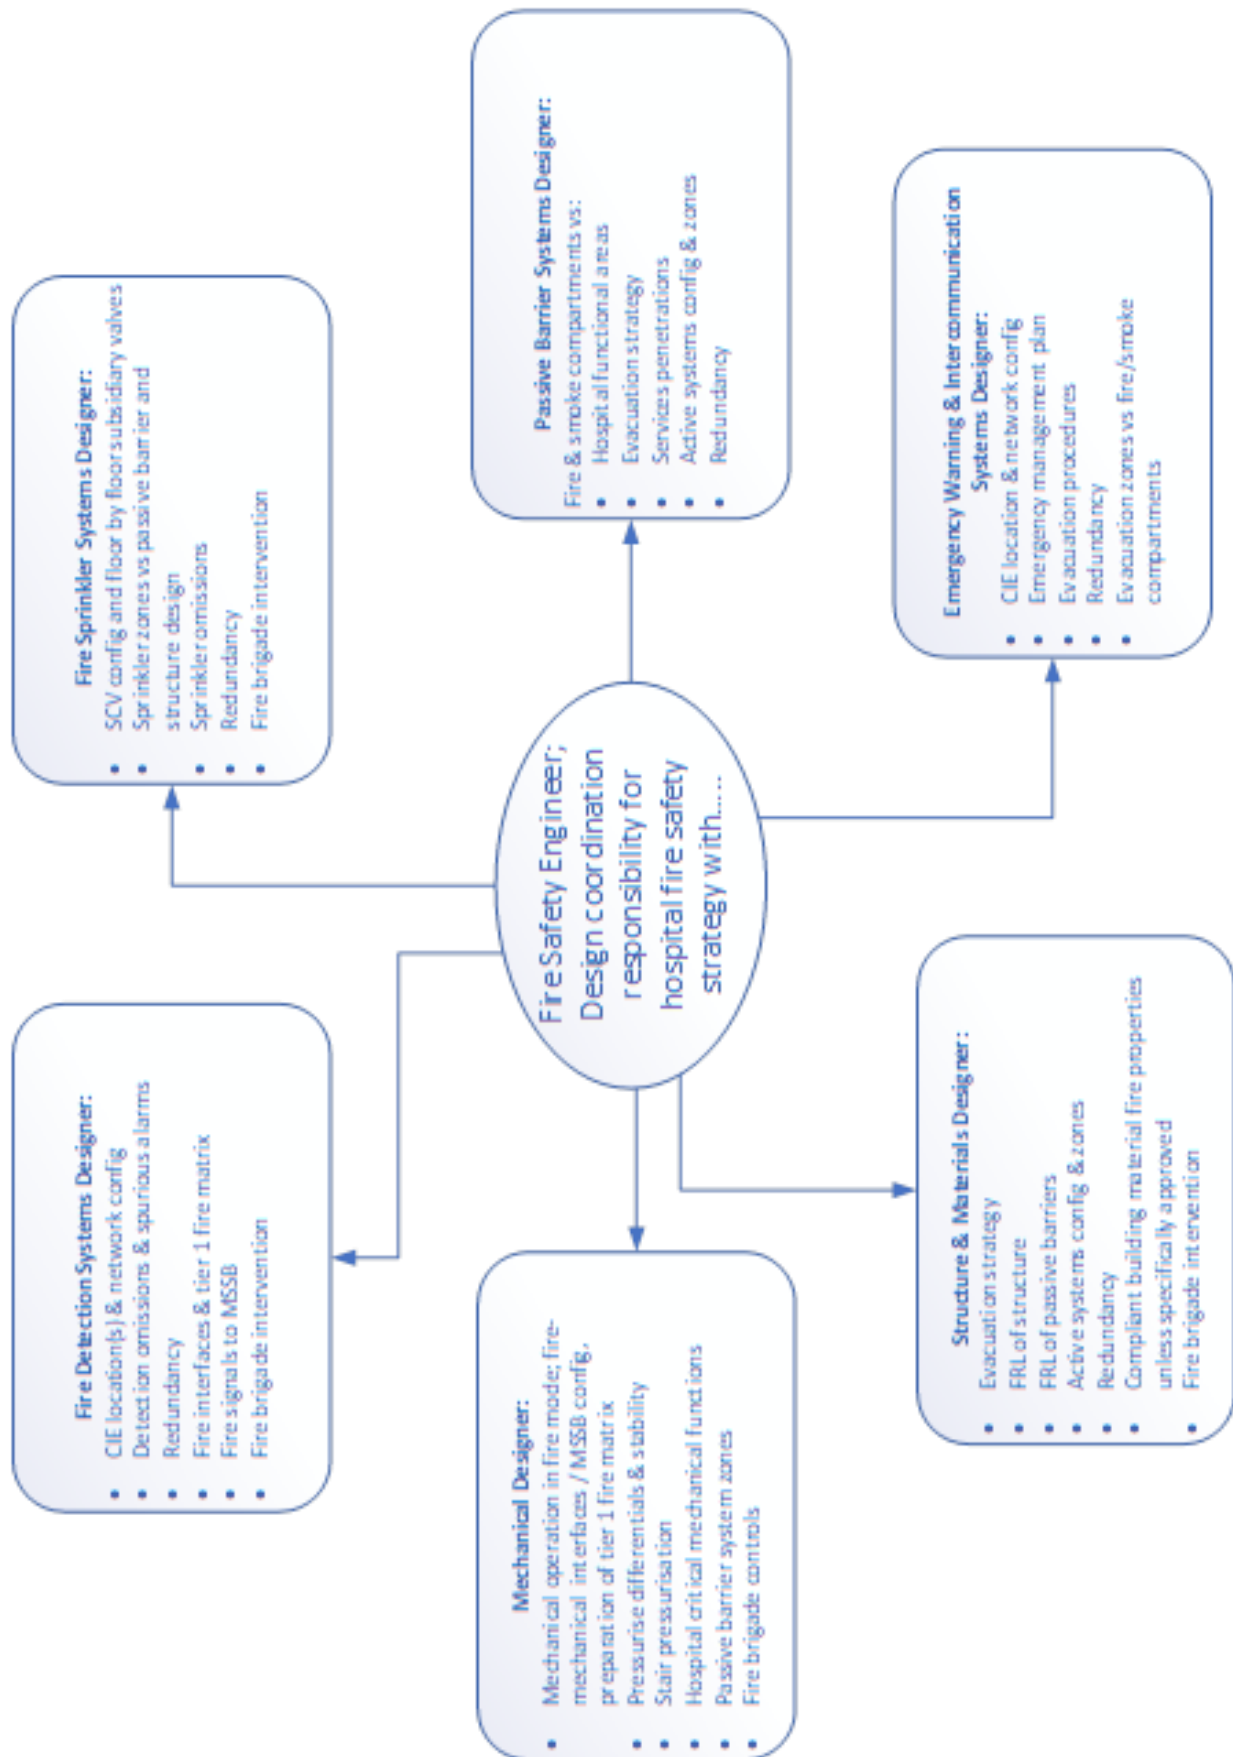 Fire Detection Systems Designer:
• CIE location(s) & network config
• Detection omissions & spurious alarms
• Redundancy
• Fire interfaces & tier 1 fire matrix
• Fire signals to MSSB
• Fire brigade intervention
Fire Sprinkler Systems Designer:
• SCV config and floor by floor subsidiary valves
• Sprinkler zones vs passive barrier and
structure design
• Sprinkler omissions
• Redundancy
• Fire brigade intervention
Mechanical Designer:
• Mechanical operation in fire mode; fire-
mechanical interfaces / MSSB config,
preparation of tier 1 fire matrix
• Pressurise differentials & stability
• Stair pressurisation
• Hospital critical mechanical functions
• Passive barrier system zones
• Fire brigade controls
Fire Safety Engineer;
Design coordination
responsibility for
hospital fire safety
strategy with.....
Passive Barrier Systems Designer:
Fire & smoke compartments vs:
• Hospital functional areas
• Evacuation strategy
• Services penetrations
• Active systems config & zones
• Redundancy
Structure & Materials Designer:
• Evacuation strategy
• FRL of structure
• FRL of passive barriers
• Active systems config & zones
• Redundancy
• Compliant building material fire properties
unless specifically approved
• Fire brigade intervention
Emergency Warning & Intercommunication
Systems Designer:
• CIE location & network config
• Emergency management plan
• Evacuation procedures
• Redundancy
• Evacuation zones vs fire/smoke
compartments